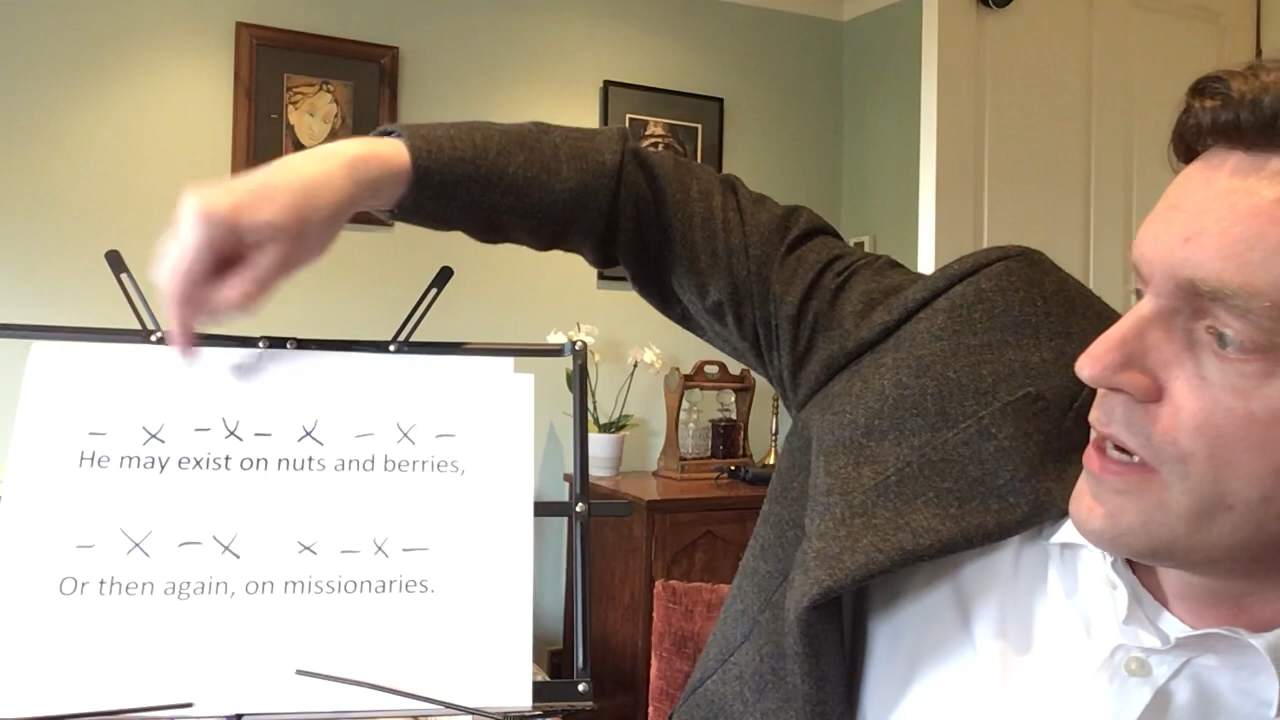 – x – x – x – x –
He may exist on nuts and berries,
– x – x x – x –
Or then again, on missionaries.